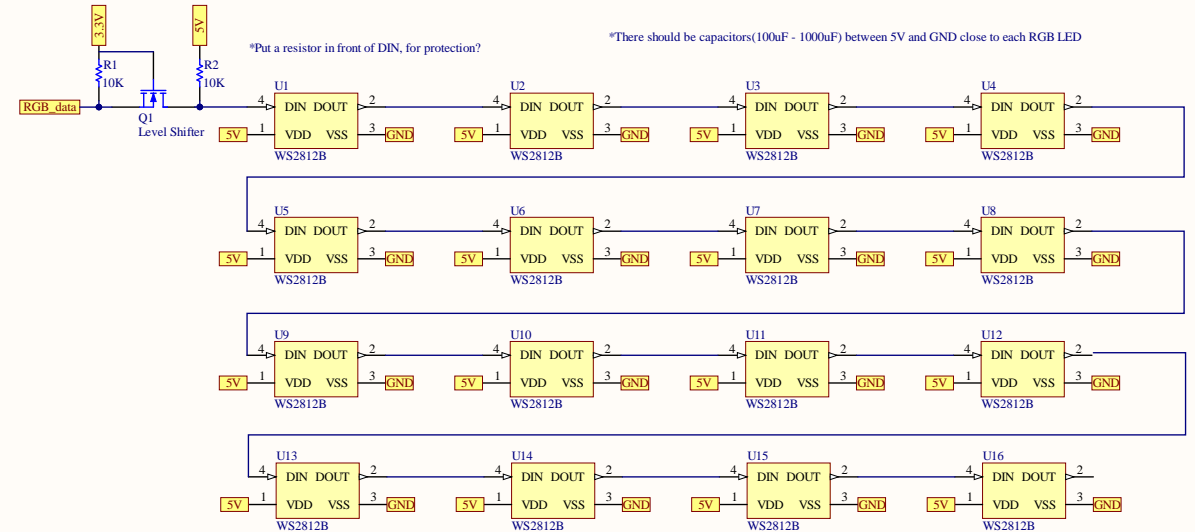 3.3V
5V
*Put a resistor in front of DIN, for protection?
*There should be capacitors(100uF - 1000uF) between 5V and GND close to each RGB LED
R1
10K
R2
10K
RGB_data
Q1
Level Shifter
U1
4 DIN DOUT 2
5V 1 VDD VSS 3 GND
WS2812B
U2
4 DIN DOUT 2
5V 1 VDD VSS 3 GND
WS2812B
U3
4 DIN DOUT 2
5V 1 VDD VSS 3 GND
WS2812B
U4
4 DIN DOUT 2
5V 1 VDD VSS 3 GND
WS2812B
U5
4 DIN DOUT 2
5V 1 VDD VSS 3 GND
WS2812B
U6
4 DIN DOUT 2
5V 1 VDD VSS 3 GND
WS2812B
U7
4 DIN DOUT 2
5V 1 VDD VSS 3 GND
WS2812B
U8
4 DIN DOUT 2
5V 1 VDD VSS 3 GND
WS2812B
U9
4 DIN DOUT 2
5V 1 VDD VSS 3 GND
WS2812B
U10
4 DIN DOUT 2
5V 1 VDD VSS 3 GND
WS2812B
U11
4 DIN DOUT 2
5V 1 VDD VSS 3 GND
WS2812B
U12
4 DIN DOUT 2
5V 1 VDD VSS 3 GND
WS2812B
U13
4 DIN DOUT 2
5V 1 VDD VSS 3 GND
WS2812B
U14
4 DIN DOUT 2
5V 1 VDD VSS 3 GND
WS2812B
U15
4 DIN DOUT 2
5V 1 VDD VSS 3 GND
WS2812B
U16
4 DIN DOUT 2
5V 1 VDD VSS 3 GND
WS2812B